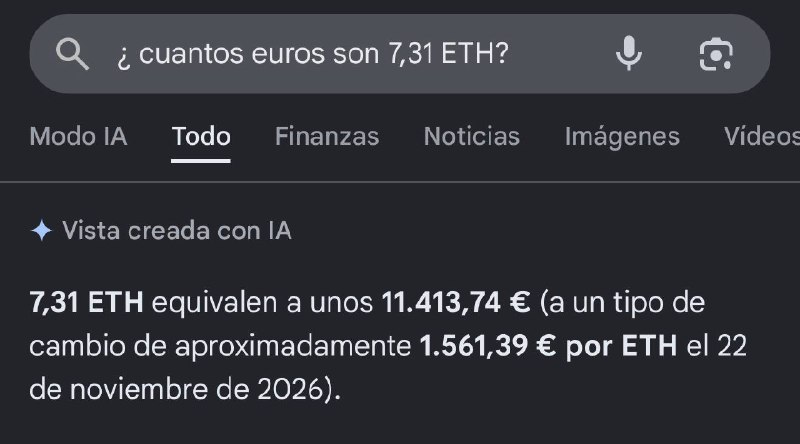 ¿ cuantos euros son 7,31 ETH?
Modo IA Todo Finanzas Noticias Imágenes Vídeos
Vista creada con IA
7,31 ETH equivalen a unos 11.413,74 € (a un tipo de
cambio de aproximadamente 1.561,39 € por ETH el 22
de noviembre de 2026).